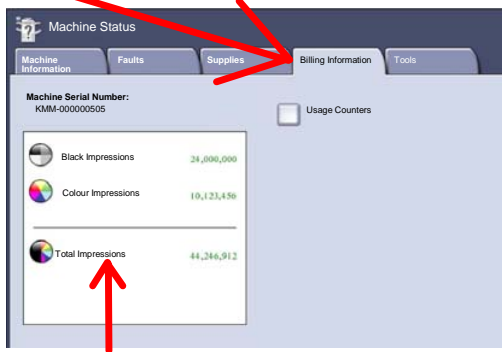 Machine Status
Machine Information
Faults
Supplies
Billing Information
Tools
Machine Serial Number:
KMM-000000505
Usage Counters
Black Impressions 24,000,000
Colour Impressions 10,123,456
Total Impressions 44,246,912